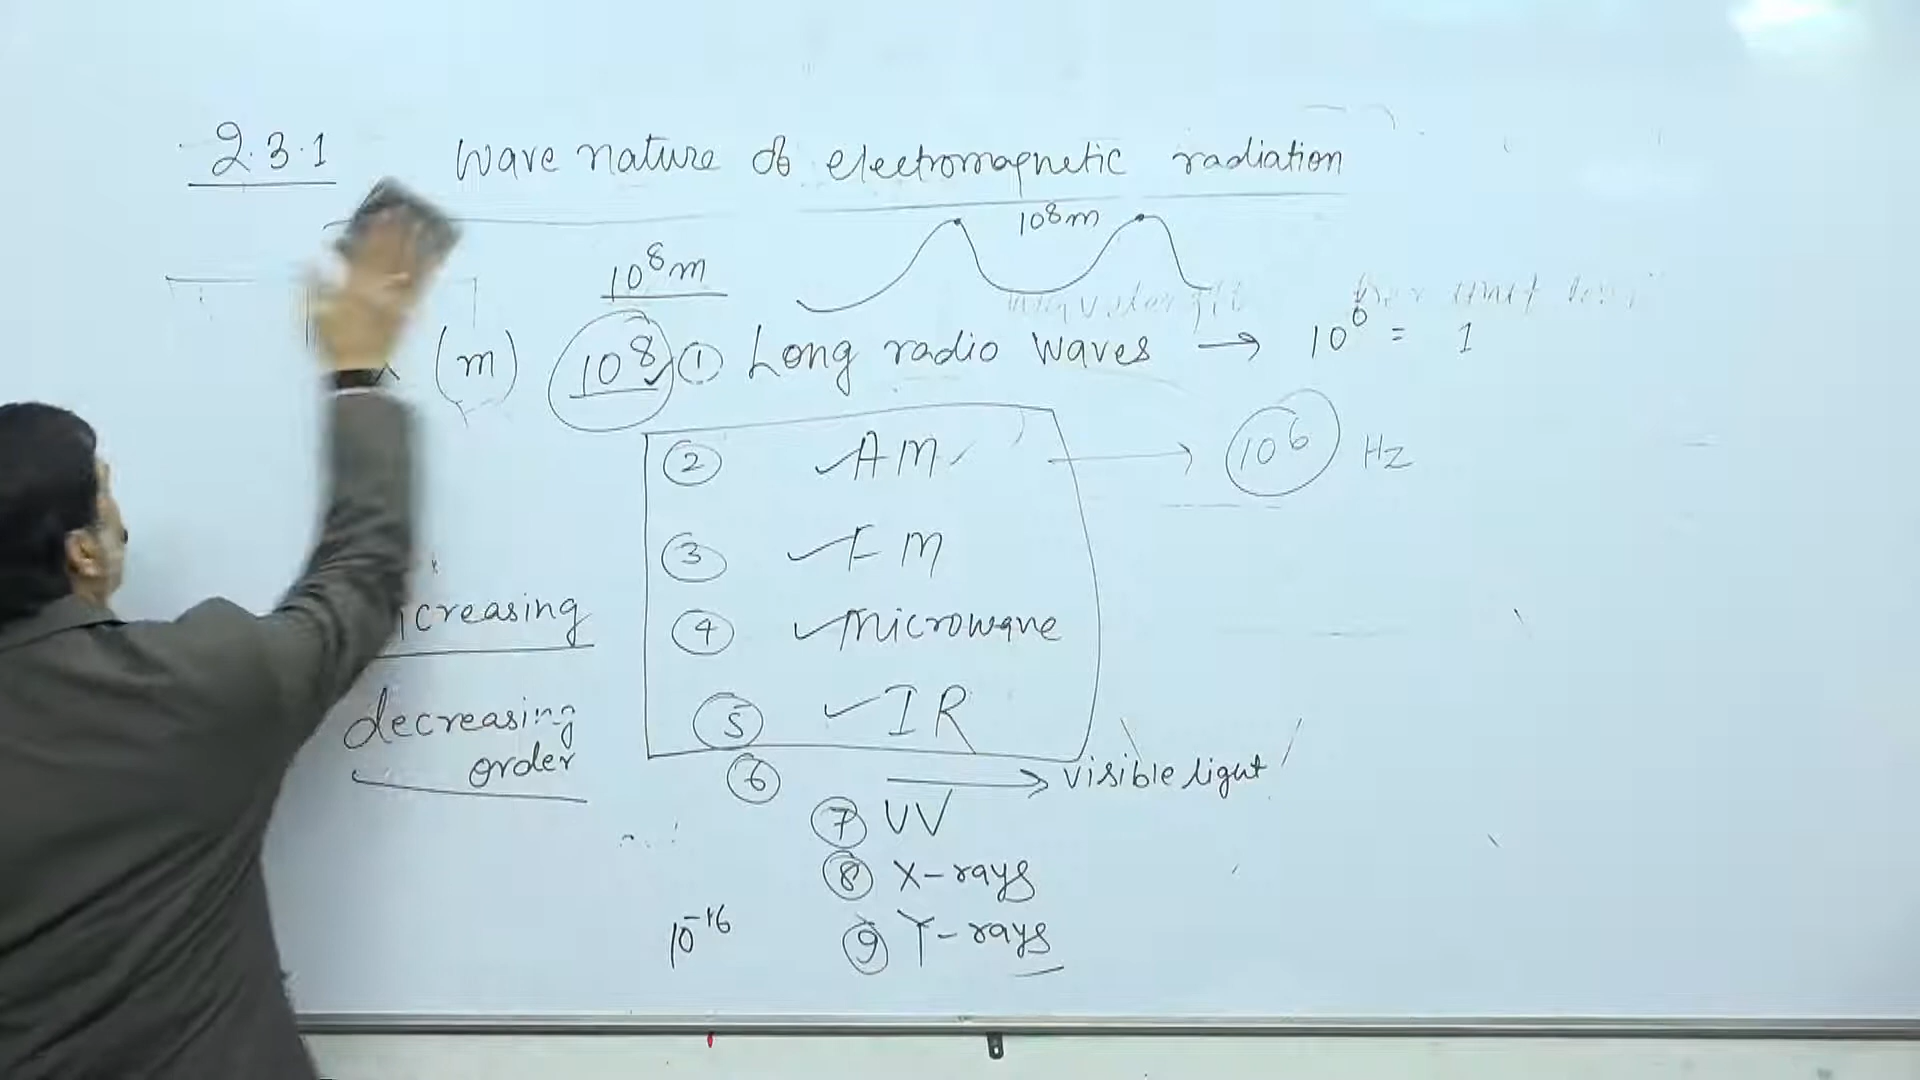 2.3.1 Wave nature of electromagnetic radiation
10⁸m
10⁸m
λ (m) 10⁸ ① Long radio waves → 10⁰ = 1
② AM → 10⁶ Hz
③ FM
④ Microwave
icreasing
⑤ IR
decreasing
order
⑥ → visible light
⑦ UV
⑧ X-rays
10⁻¹⁶ ⑨ γ-rays